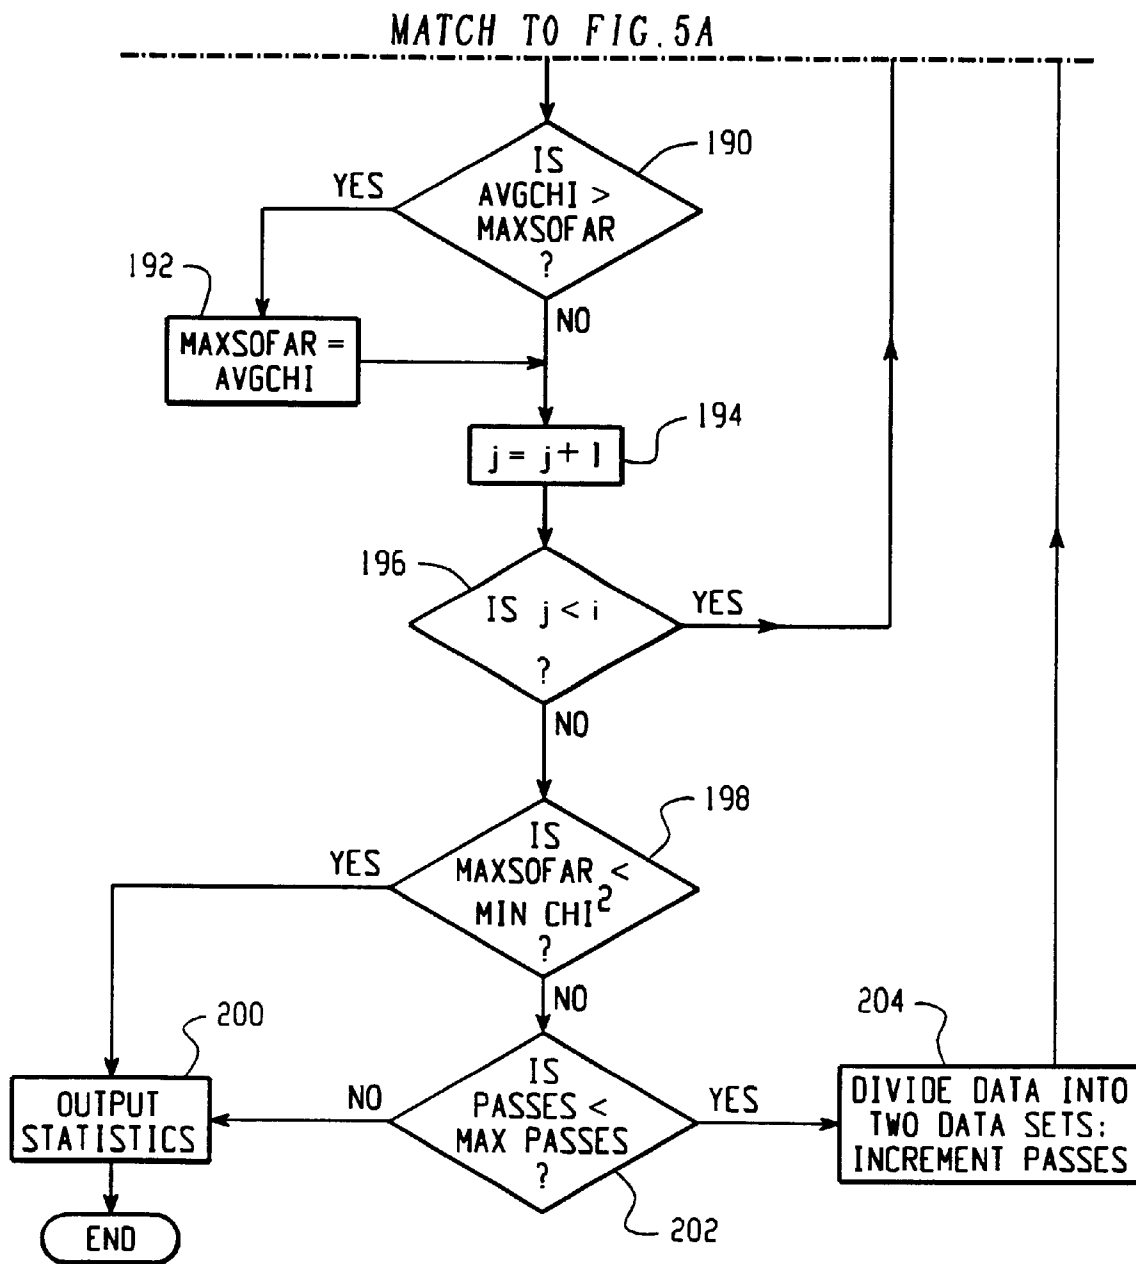 MATCH TO FIG. 5A
190
IS
AVGCHI >
MAXSOFAR
?
YES
NO
192
MAXSOFAR =
AVGCHI
194
j = j + 1
196
IS j < i
?
YES
NO
198
IS
MAXSOFAR <
MIN CHI²
?
YES
NO
200
OUTPUT
STATISTICS
END
IS
PASSES <
MAX PASSES
?
NO
YES
202
204
DIVIDE DATA INTO
TWO DATA SETS:
INCREMENT PASSES